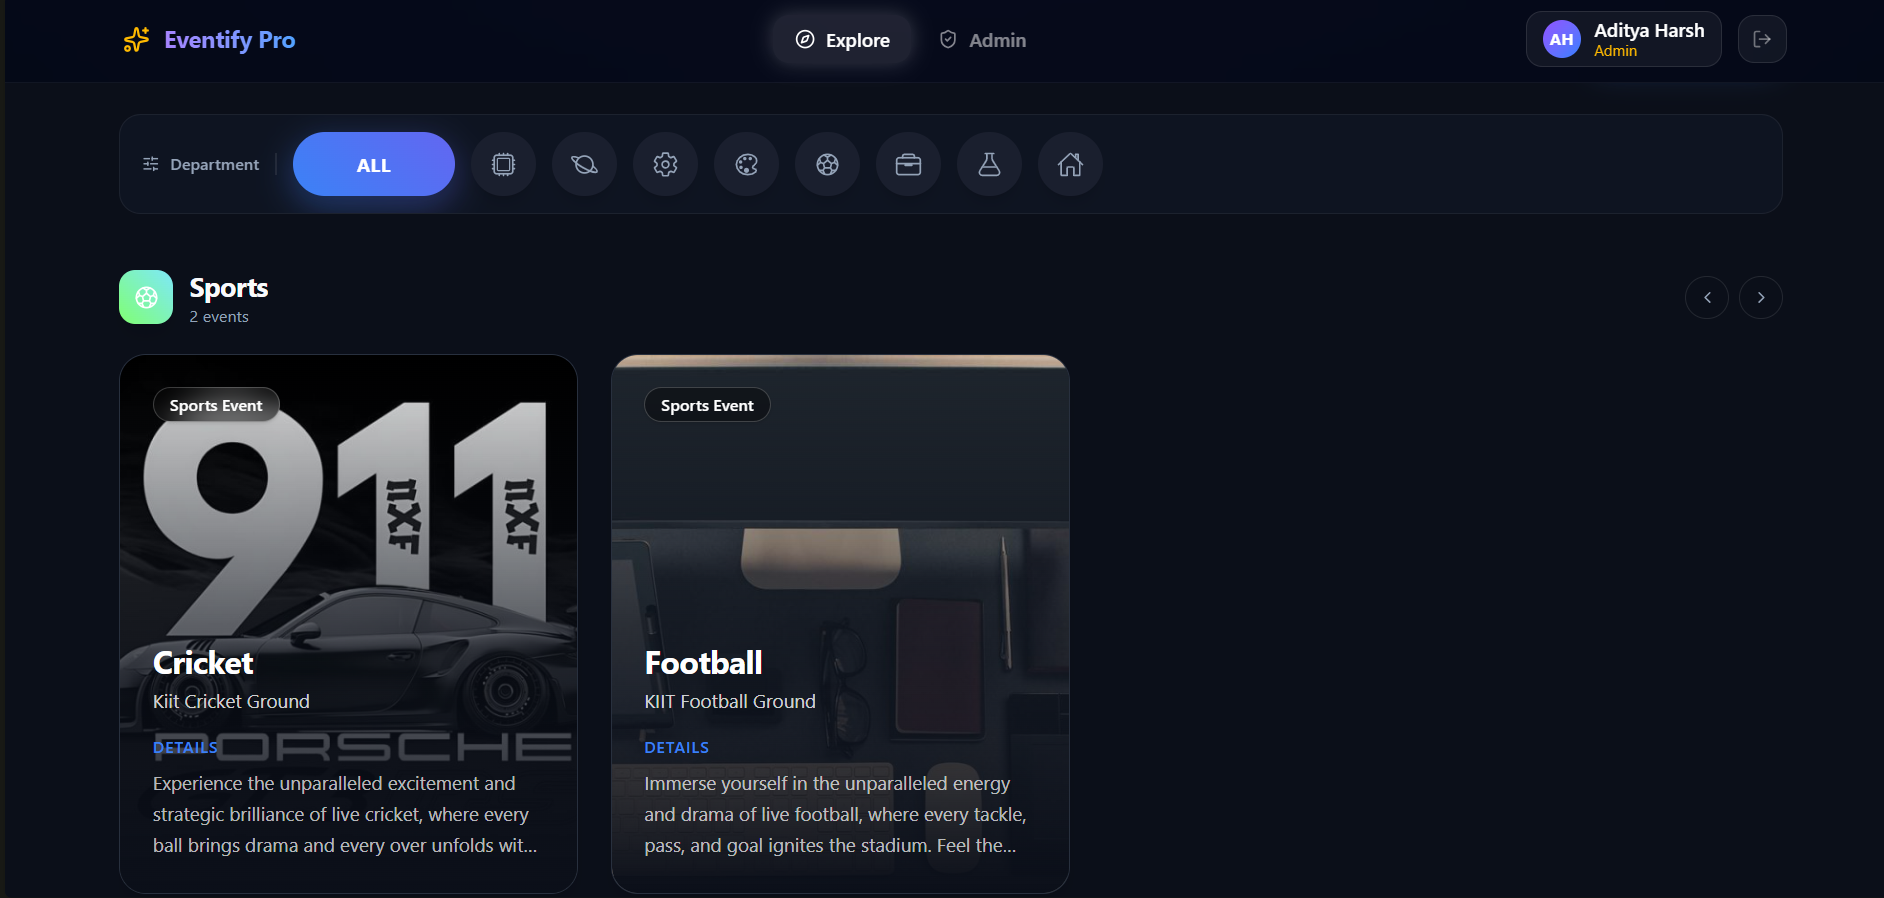 Eventify Pro
Explore
Admin
AH
Aditya Harsh
Admin
Department
ALL
Sports
2 events
Sports Event
911
nxf
nxf
Cricket
Kiit Cricket Ground
PORSCHE
DETAILS
Experience the unparalleled excitement and
strategic brilliance of live cricket, where every
ball brings drama and every over unfolds wit...
Sports Event
Football
KIIT Football Ground
DETAILS
Immerse yourself in the unparalleled energy
and drama of live football, where every tackle,
pass, and goal ignites the stadium. Feel the...